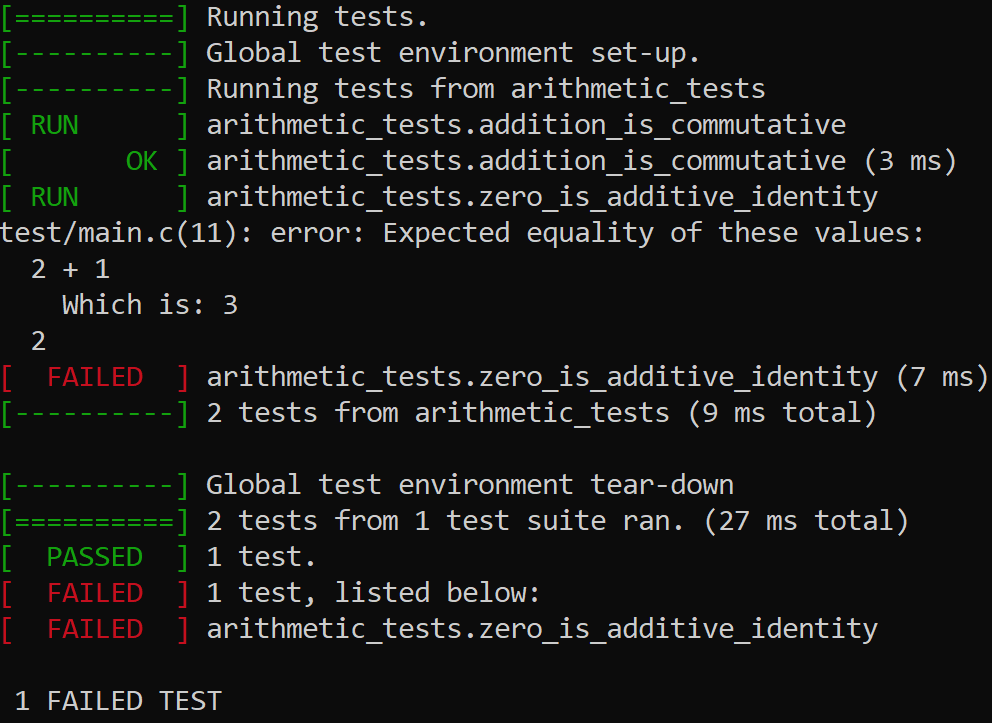 [==========] Running tests.
[----------] Global test environment set-up.
[----------] Running tests from arithmetic_tests
[ RUN      ] arithmetic_tests.addition_is_commutative
[       OK ] arithmetic_tests.addition_is_commutative (3 ms)
[ RUN      ] arithmetic_tests.zero_is_additive_identity
test/main.c(11): error: Expected equality of these values:
  2 + 1
    Which is: 3
  2
[  FAILED  ] arithmetic_tests.zero_is_additive_identity (7 ms)
[----------] 2 tests from arithmetic_tests (9 ms total)

[----------] Global test environment tear-down
[==========] 2 tests from 1 test suite ran. (27 ms total)
[  PASSED  ] 1 test.
[  FAILED  ] 1 test, listed below:
[  FAILED  ] arithmetic_tests.zero_is_additive_identity

 1 FAILED TEST